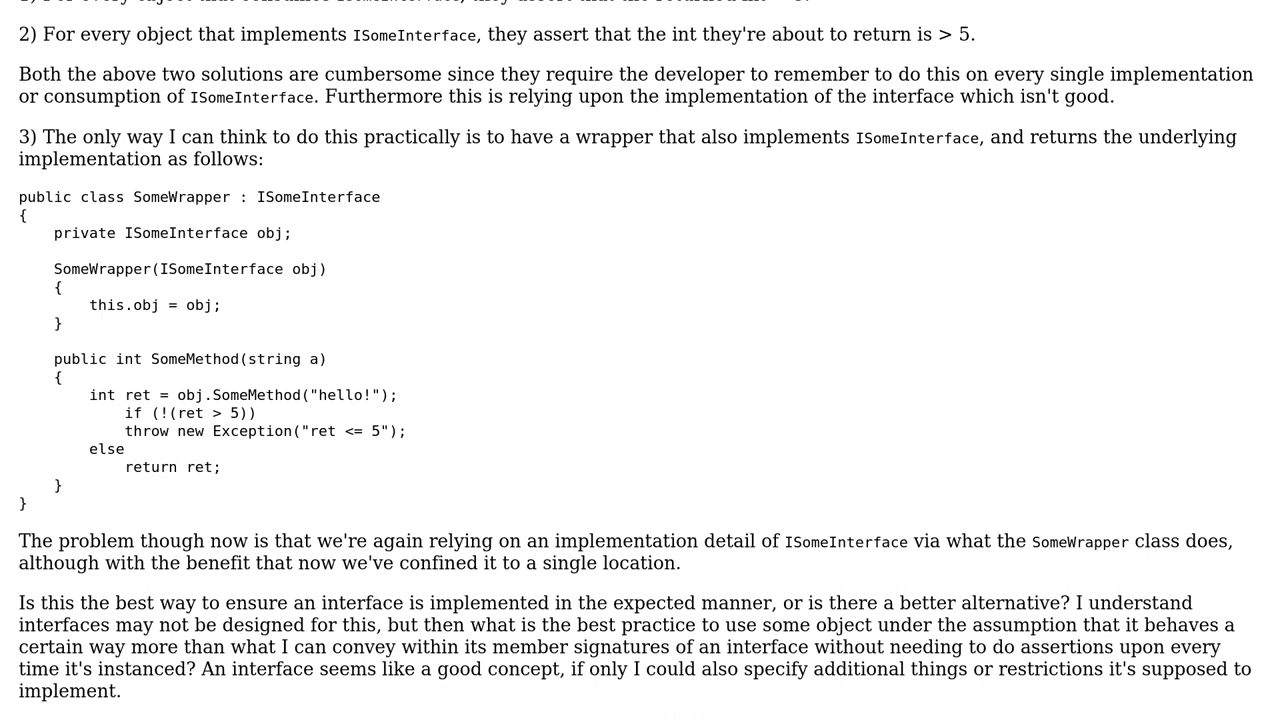 2) For every object that implements ISomeInterface, they assert that the int they're about to return is > 5.
Both the above two solutions are cumbersome since they require the developer to remember to do this on every single implementation
or consumption of ISomeInterface. Furthermore this is relying upon the implementation of the interface which isn't good.
3) The only way I can think to do this practically is to have a wrapper that also implements ISomeInterface, and returns the underlying
implementation as follows:
public class SomeWrapper : ISomeInterface
{
    private ISomeInterface obj;
    SomeWrapper(ISomeInterface obj)
    {
        this.obj = obj;
    }
    public int SomeMethod(string a)
    {
        int ret = obj.SomeMethod("hello!");
            if (!(ret > 5))
            throw new Exception("ret <= 5");
        else
            return ret;
    }
}
The problem though now is that we're again relying on an implementation detail of ISomeInterface via what the SomeWrapper class does,
although with the benefit that now we've confined it to a single location.
Is this the best way to ensure an interface is implemented in the expected manner, or is there a better alternative? I understand
interfaces may not be designed for this, but then what is the best practice to use some object under the assumption that it behaves a
certain way more than what I can convey within its member signatures of an interface without needing to do assertions upon every
time it's instanced? An interface seems like a good concept, if only I could also specify additional things or restrictions it's supposed to
implement.